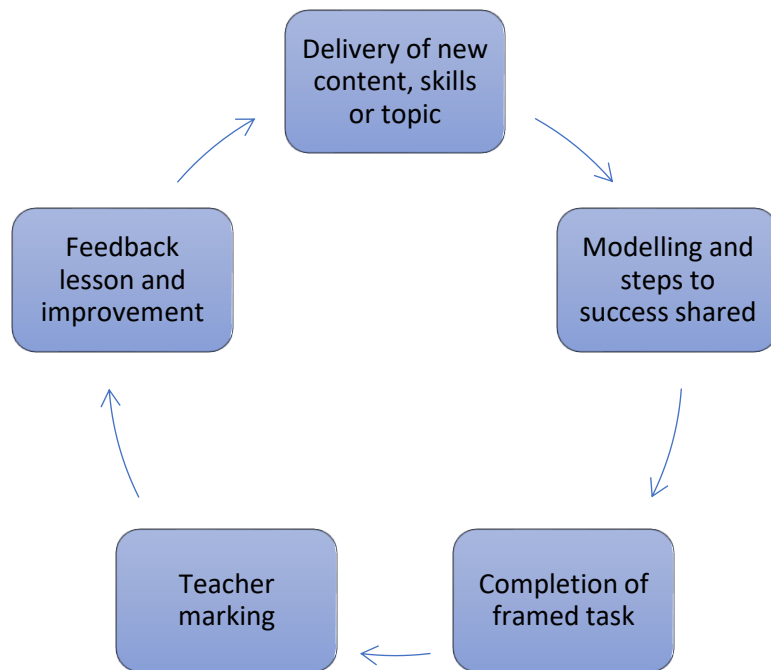 Delivery of new
content, skills
or topic
Modelling and
steps to
success shared
Completion of
framed task
Teacher
marking
Feedback
lesson and
improvement